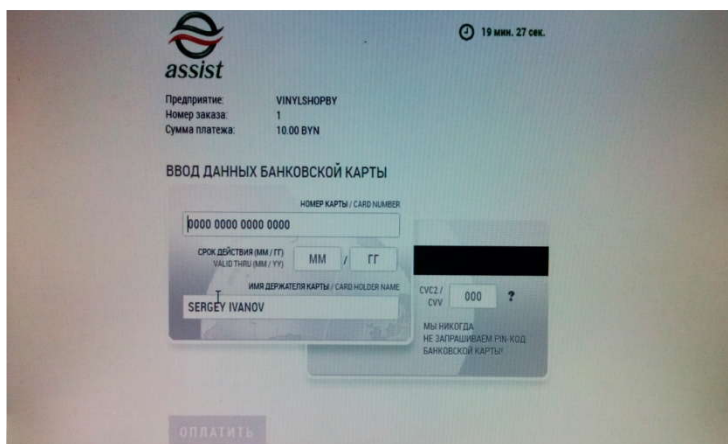 assist
19 мин. 27 сек.
Предприятие: VINYLSHOPBY
Номер заказа: 1
Сумма платежа: 10.00 BYN
ВВОД ДАННЫХ БАНКОВСКОЙ КАРТЫ
НОМЕР КАРТЫ / CARD NUMBER
0000 0000 0000 0000
СРОК ДЕЙСТВИЯ (ММ / ГГ)
VALID THRU (MM / YY)
ММ / ГГ
ИМЯ ДЕРЖАТЕЛЯ КАРТЫ / CARD HOLDER NAME
SERGEY IVANOV
CVC2 /
CVV
000 ?
МЫ НИКОГДА
НЕ ЗАПРАШИВАЕМ PIN-КОД
БАНКОВСКОЙ КАРТЫ!
ОПЛАТИТЬ